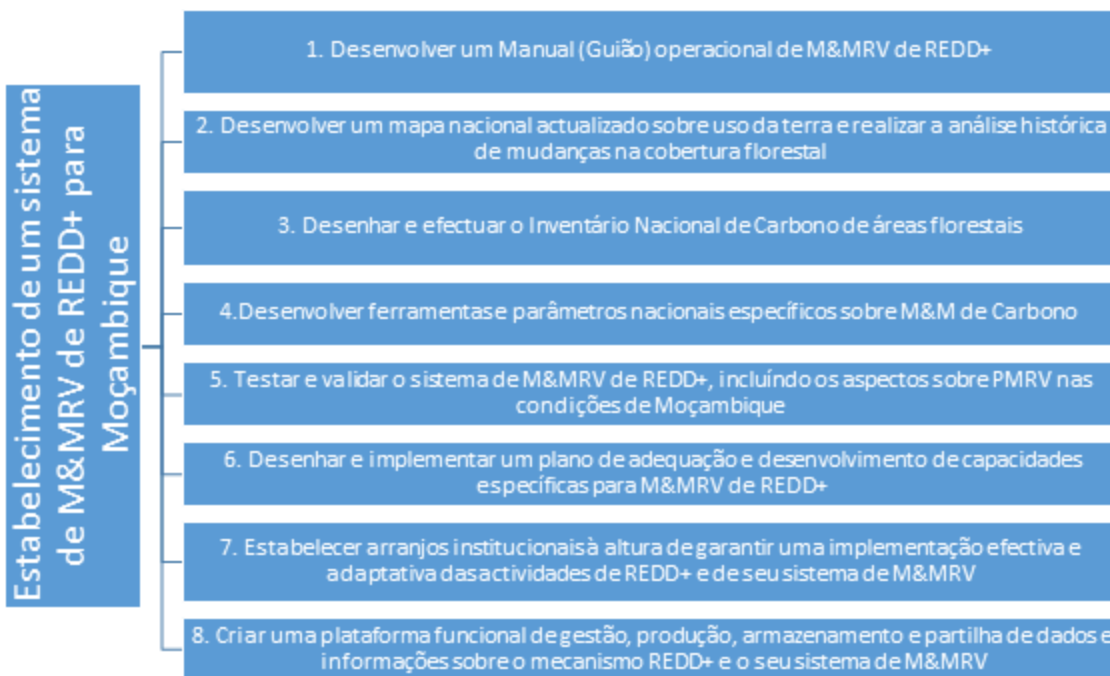 Estabelecimento de um sistema
de M&MRV de REDD+ para
Moçambique
1. Desenvolver um Manual (Guião) operacional de M&MRV de REDD+
2. Desenvolver um mapa nacional actualizado sobre uso da terra e realizar a análise histórica
de mudanças na cobertura florestal
3. Desenhar e efectuar o Inventário Nacional de Carbono de áreas florestais
4.Desenvolver ferramentas e parâmetros nacionais específicos sobre M&M de Carbono
5. Testar e validar o sistema de M&MRV de REDD+, incluíndo os aspectos sobre PMRV nas
condições de Moçambique
6. Desenhar e implementar um plano de adequação e desenvolvimento de capacidades
específicas para M&MRV de REDD+
7. Estabelecer arranjos institucionais à altura de garantir uma implementação efectiva e
adaptativa das actividades de REDD+ e de seu sistema de M&MRV
8. Criar uma plataforma funcional de gestão, produção, armazenamento e partilha de dados e
informações sobre o mecanismo REDD+ e o seu sistema de M&MRV